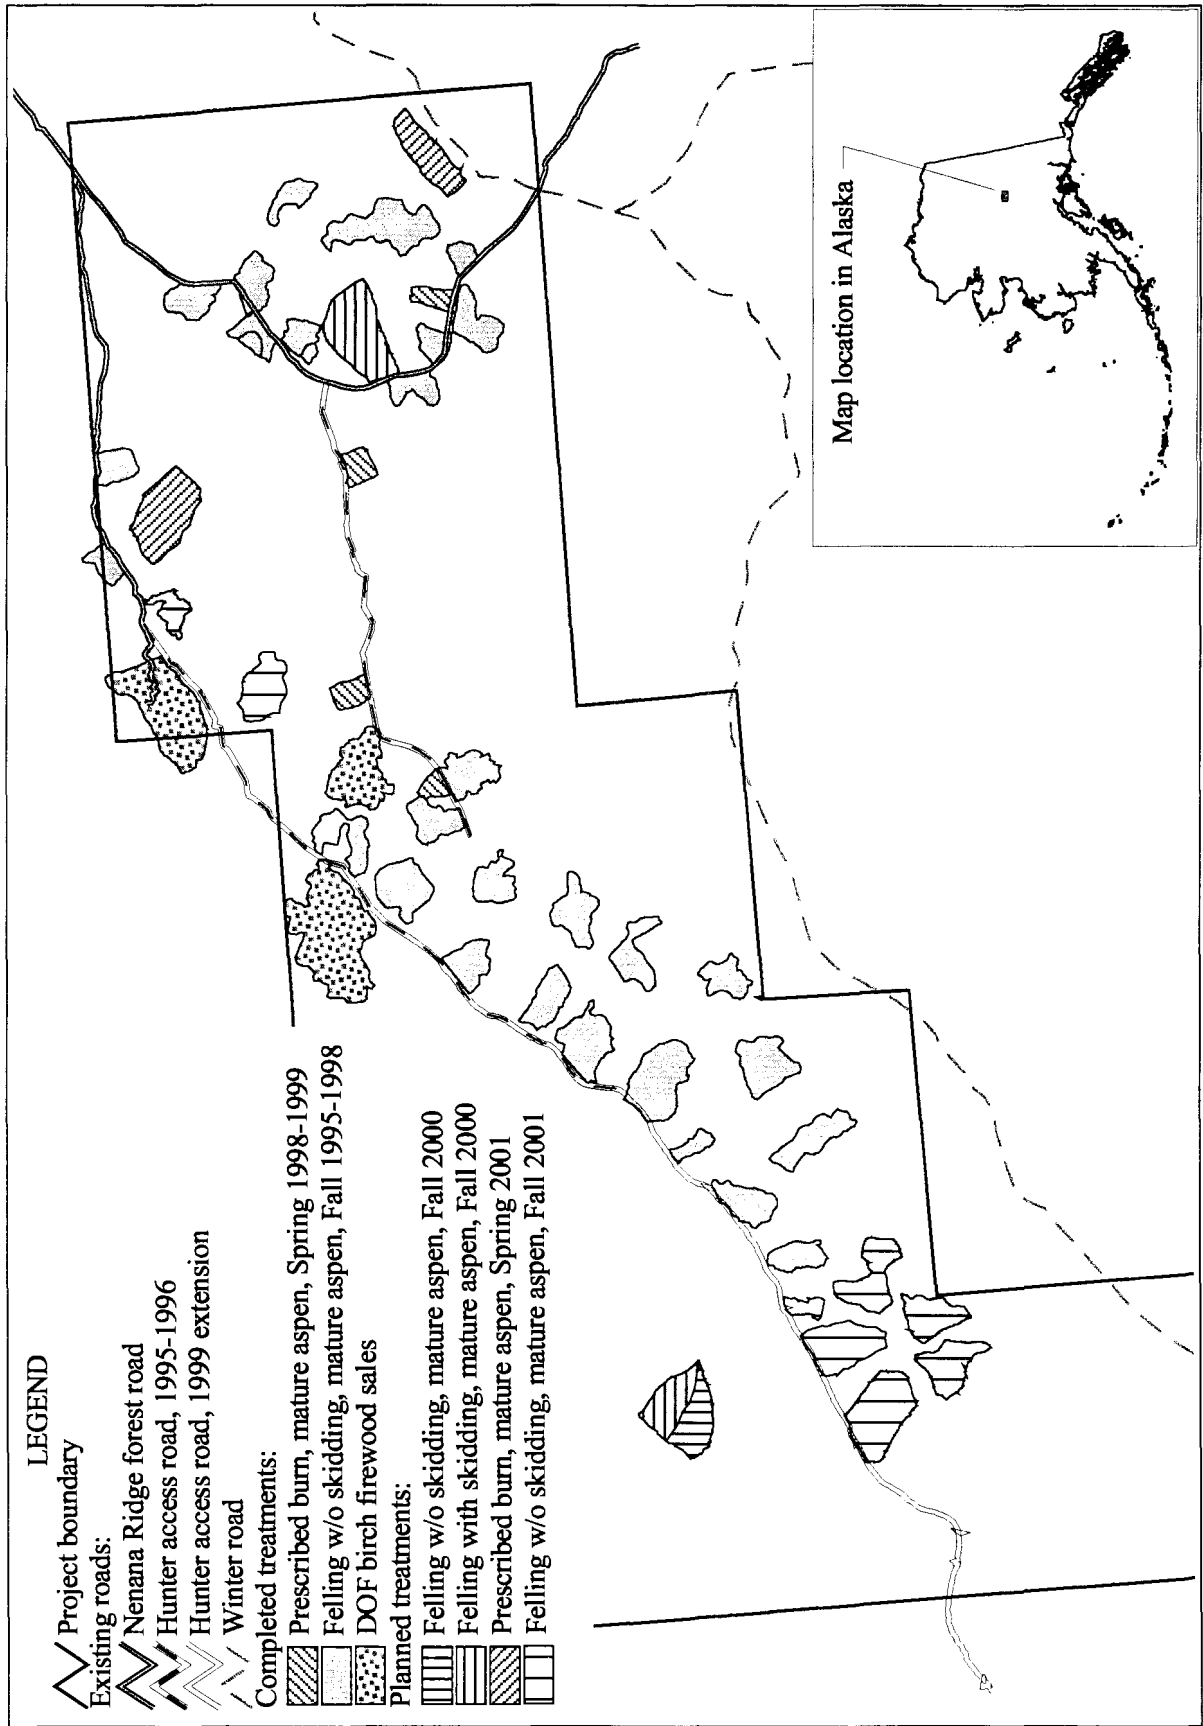 LEGEND
Project boundary
Existing roads:
Nenana Ridge forest road
Hunter access road, 1995-1996
Hunter access road, 1999 extension
Winter road
Completed treatments:
Prescribed burn, mature aspen, Spring 1998-1999
Felling w/o skidding, mature aspen, Fall 1995-1998
DOF birch firewood sales
Planned treatments:
Felling w/o skidding, mature aspen, Fall 2000
Felling with skidding, mature aspen, Fall 2000
Prescribed burn, mature aspen, Spring 2001
Felling w/o skidding, mature aspen, Fall 2001
Map location in Alaska